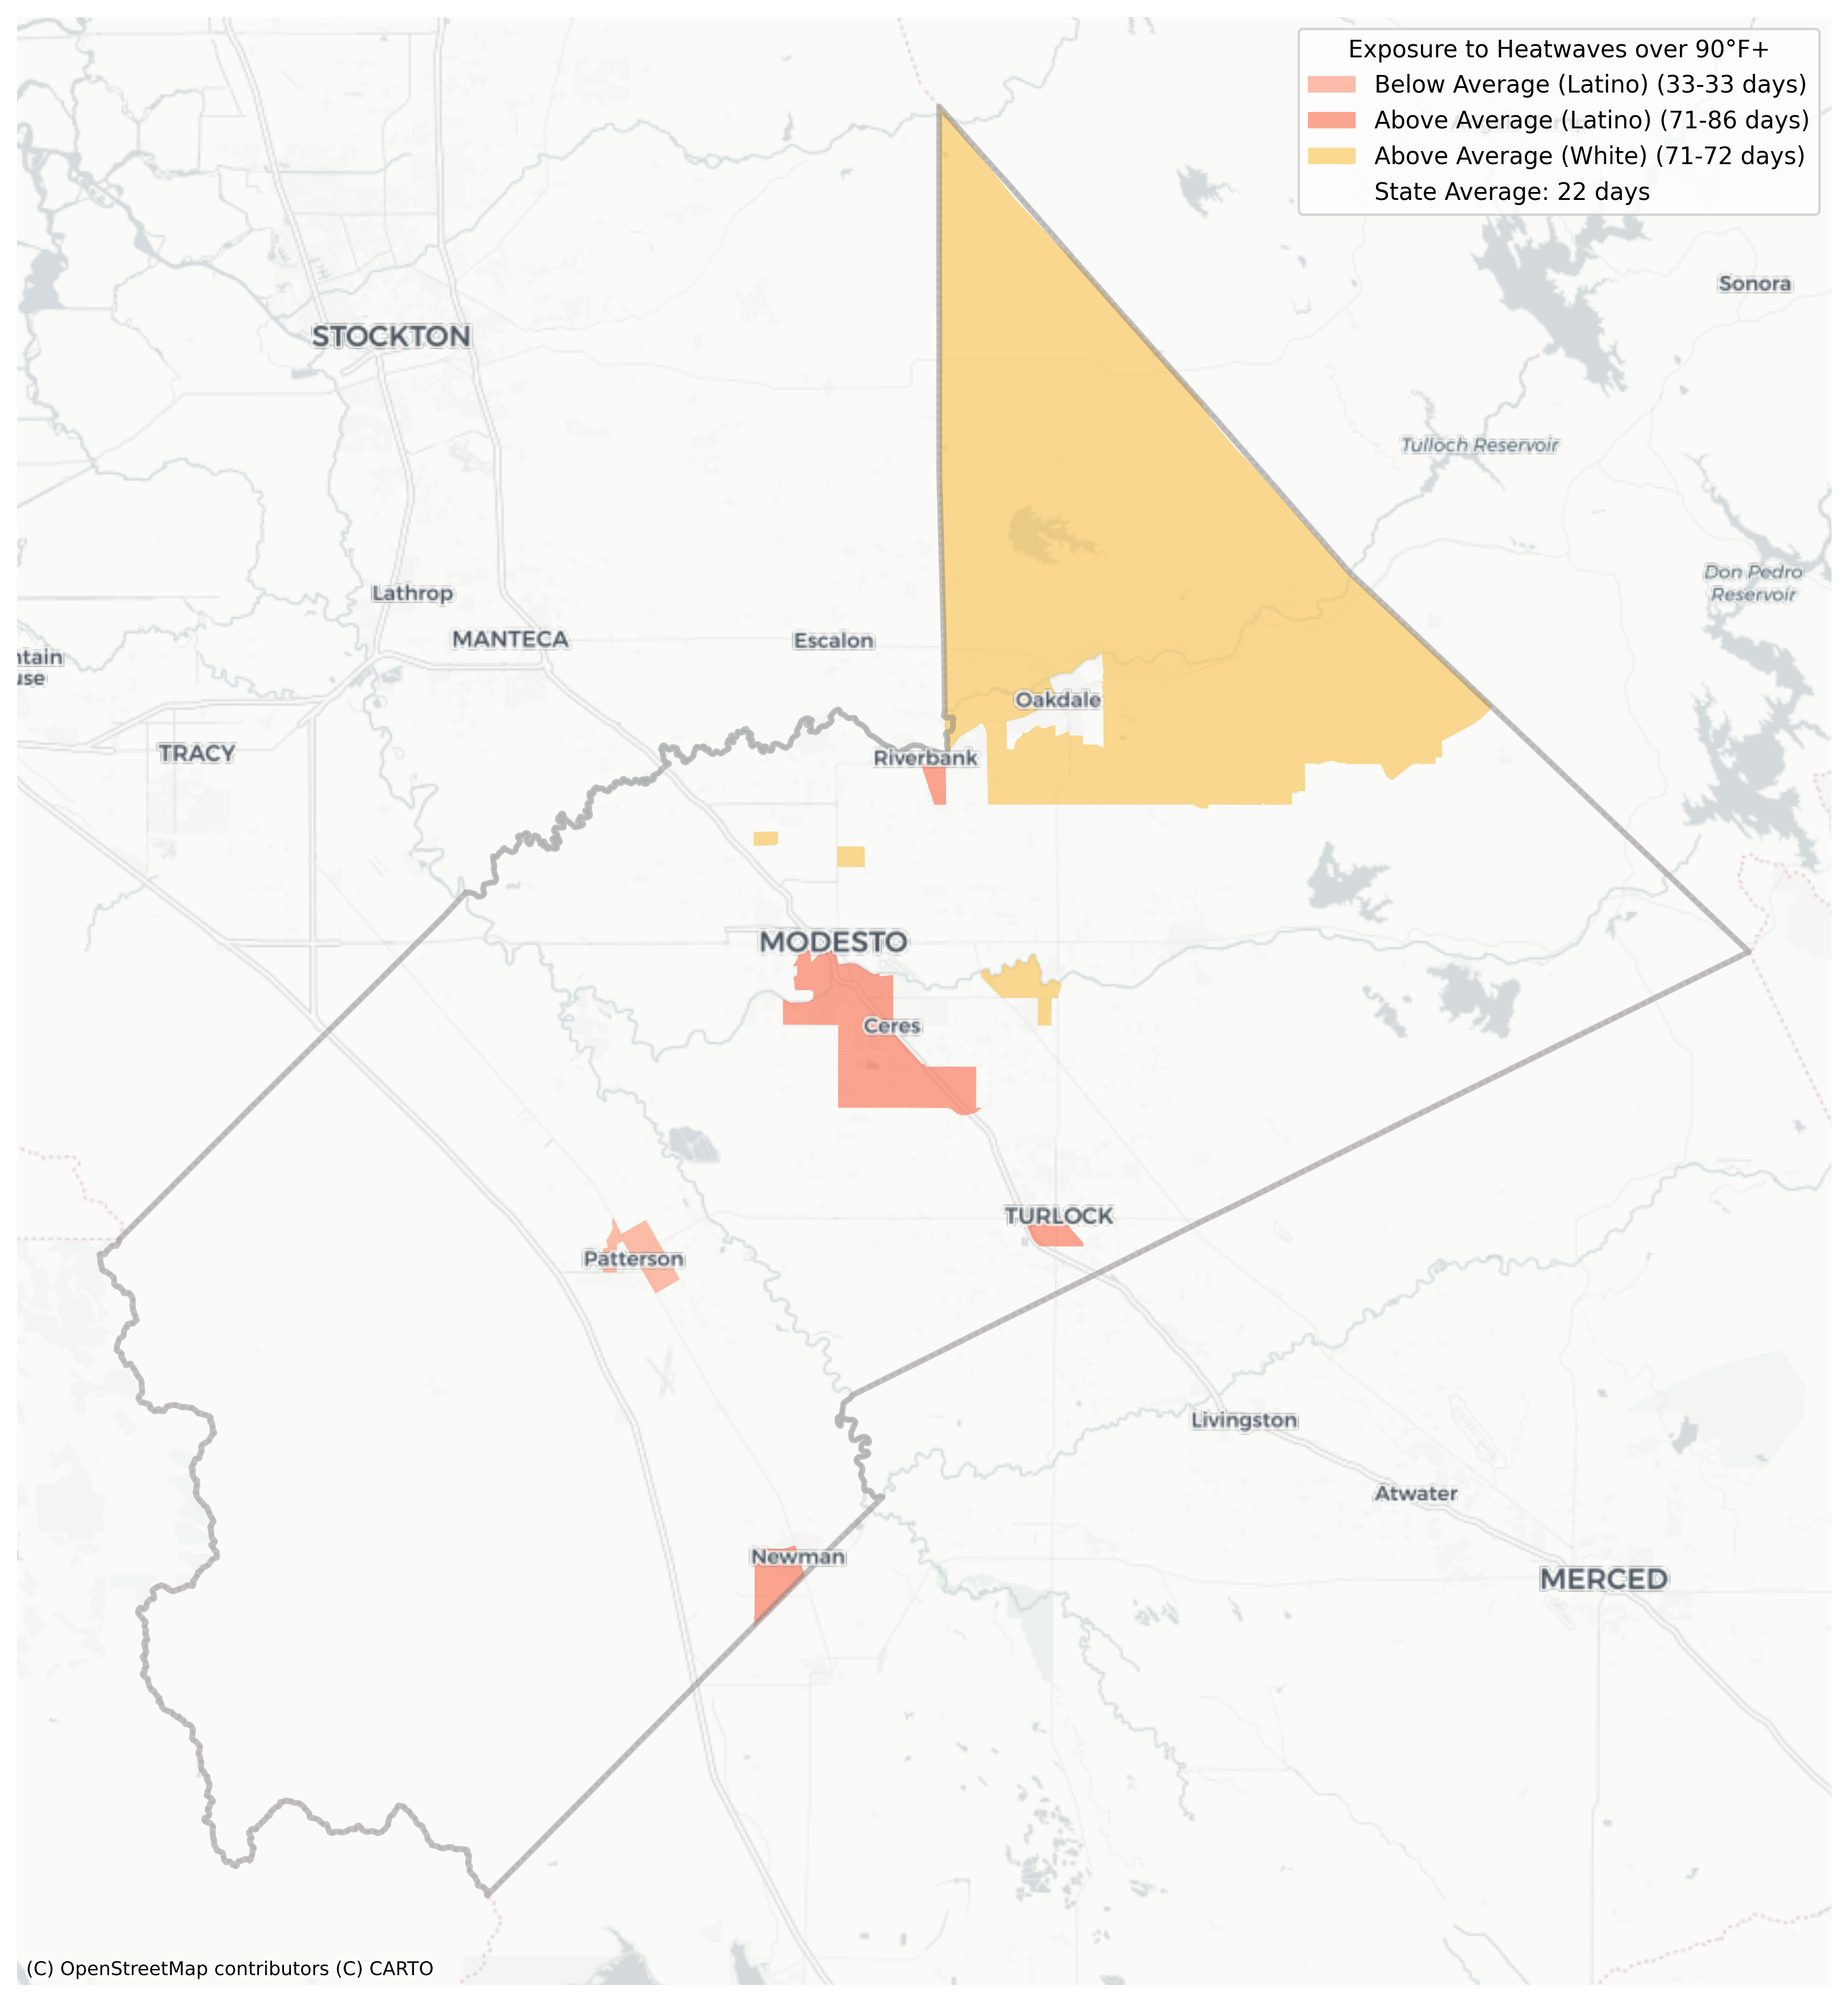 Exposure to Heatwaves over 90°F+
Below Average (Latino) (33-33 days)
Above Average (Latino) (71-86 days)
Above Average (White) (71-72 days)
State Average: 22 days
Sonora
STOCKTON
Tulloch Reservoir
Don Pedro
Reservoir
Lathrop
MANTECA
Escalon
ntain
use
Oakdale
TRACY
Riverbank
MODESTO
Ceres
TURLOCK
Patterson
Livingston
Atwater
Newman
MERCED
(C) OpenStreetMap contributors (C) CARTO